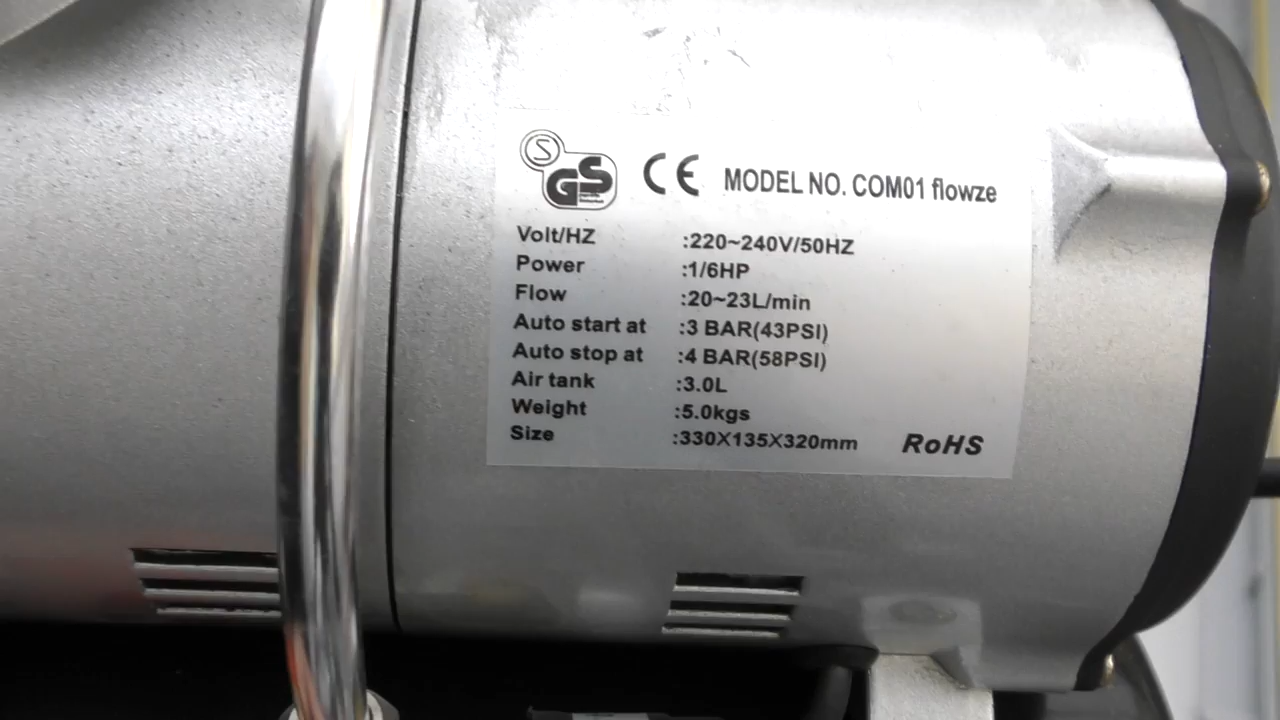 S GS CE MODEL NO. COM01 flowze
Volt/HZ :220~240V/50HZ
Power :1/6HP
Flow :20~23L/min
Auto start at :3 BAR(43PSI)
Auto stop at :4 BAR(58PSI)
Air tank :3.0L
Weight :5.0kgs
Size :330X135X320mm RoHS